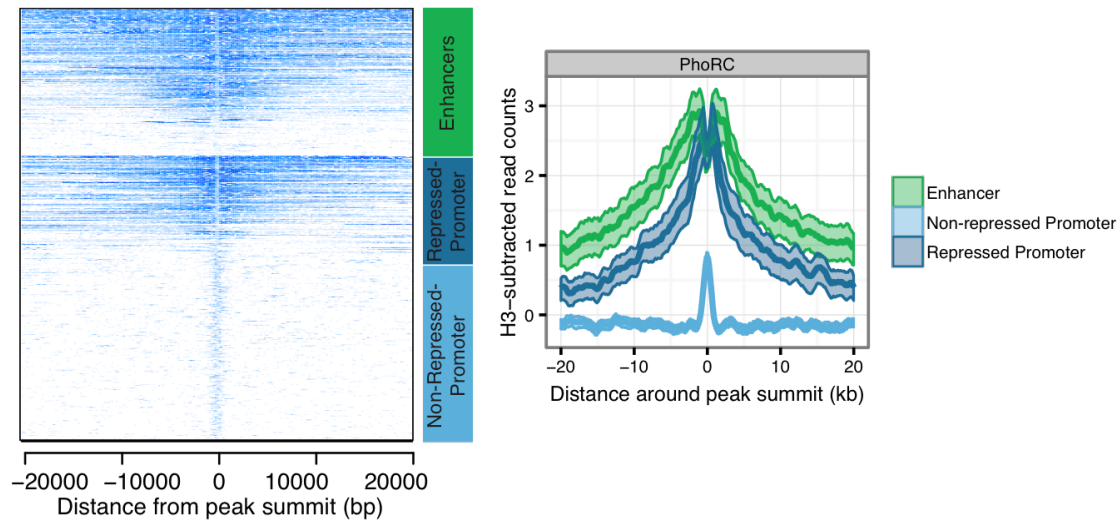 Enhancers
Repressed-
Promoter
Non-Repressed-
Promoter
−20000 −10000 0 10000 20000
Distance from peak summit (bp)
PhoRC
H3−subtracted read counts
3
2
1
0
−20 −10 0 10 20
Distance around peak summit (kb)
Enhancer
Non−repressed Promoter
Repressed Promoter